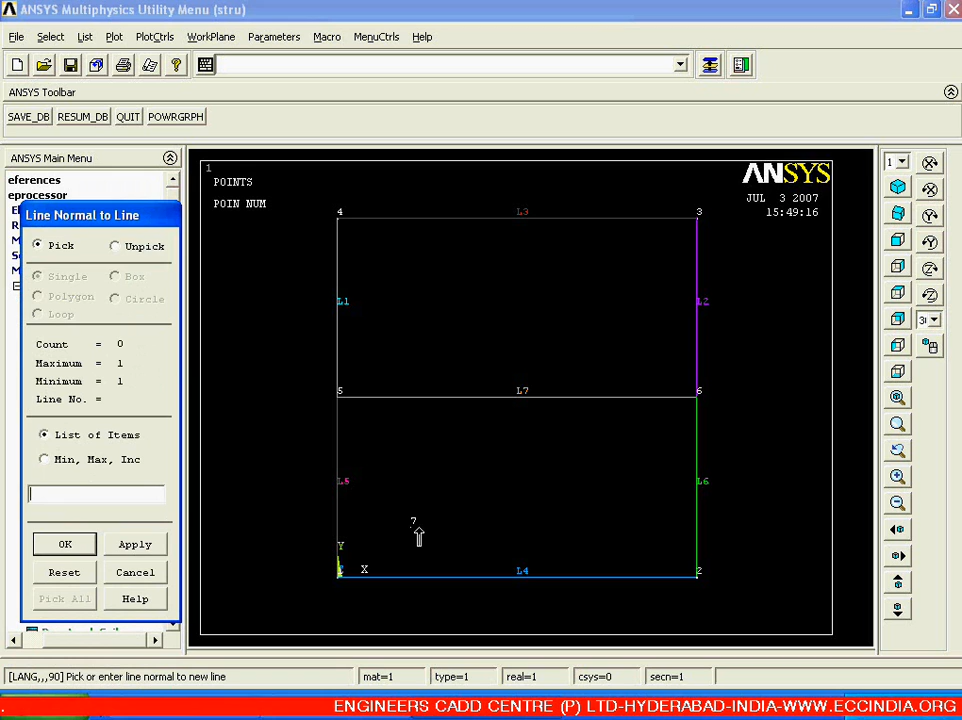 ANSYS Multiphysics Utility Menu (stru)
File Select List Plot PlotCtrls WorkPlane Parameters Macro MenuCtrls Help
ANSYS Toolbar
SAVE_DB RESUM_DB QUIT POWRGRPH
ANSYS Main Menu
eferences
eprocessor
Line Normal to Line
Pick Unpick
Single Box
Polygon Circle
Loop
Count = 0
Maximum = 1
Minimum = 1
Line No. =
List of Items
Min, Max, Inc
OK Apply
Reset Cancel
Pick All Help
1
POINTS
POIN NUM
ANSYS
JUL 3 2007
15:49:16
4 L3 3
L1 L2
5 L7 6
L5 L6
7
Y
X L4 2
1
[LANG,,,90] Pick or enter line normal to new line
mat=1 type=1 real=1 csys=0 secn=1
ENGINEERS CADD CENTRE (P) LTD-HYDERABAD-INDIA-WWW.ECCINDIA.ORG